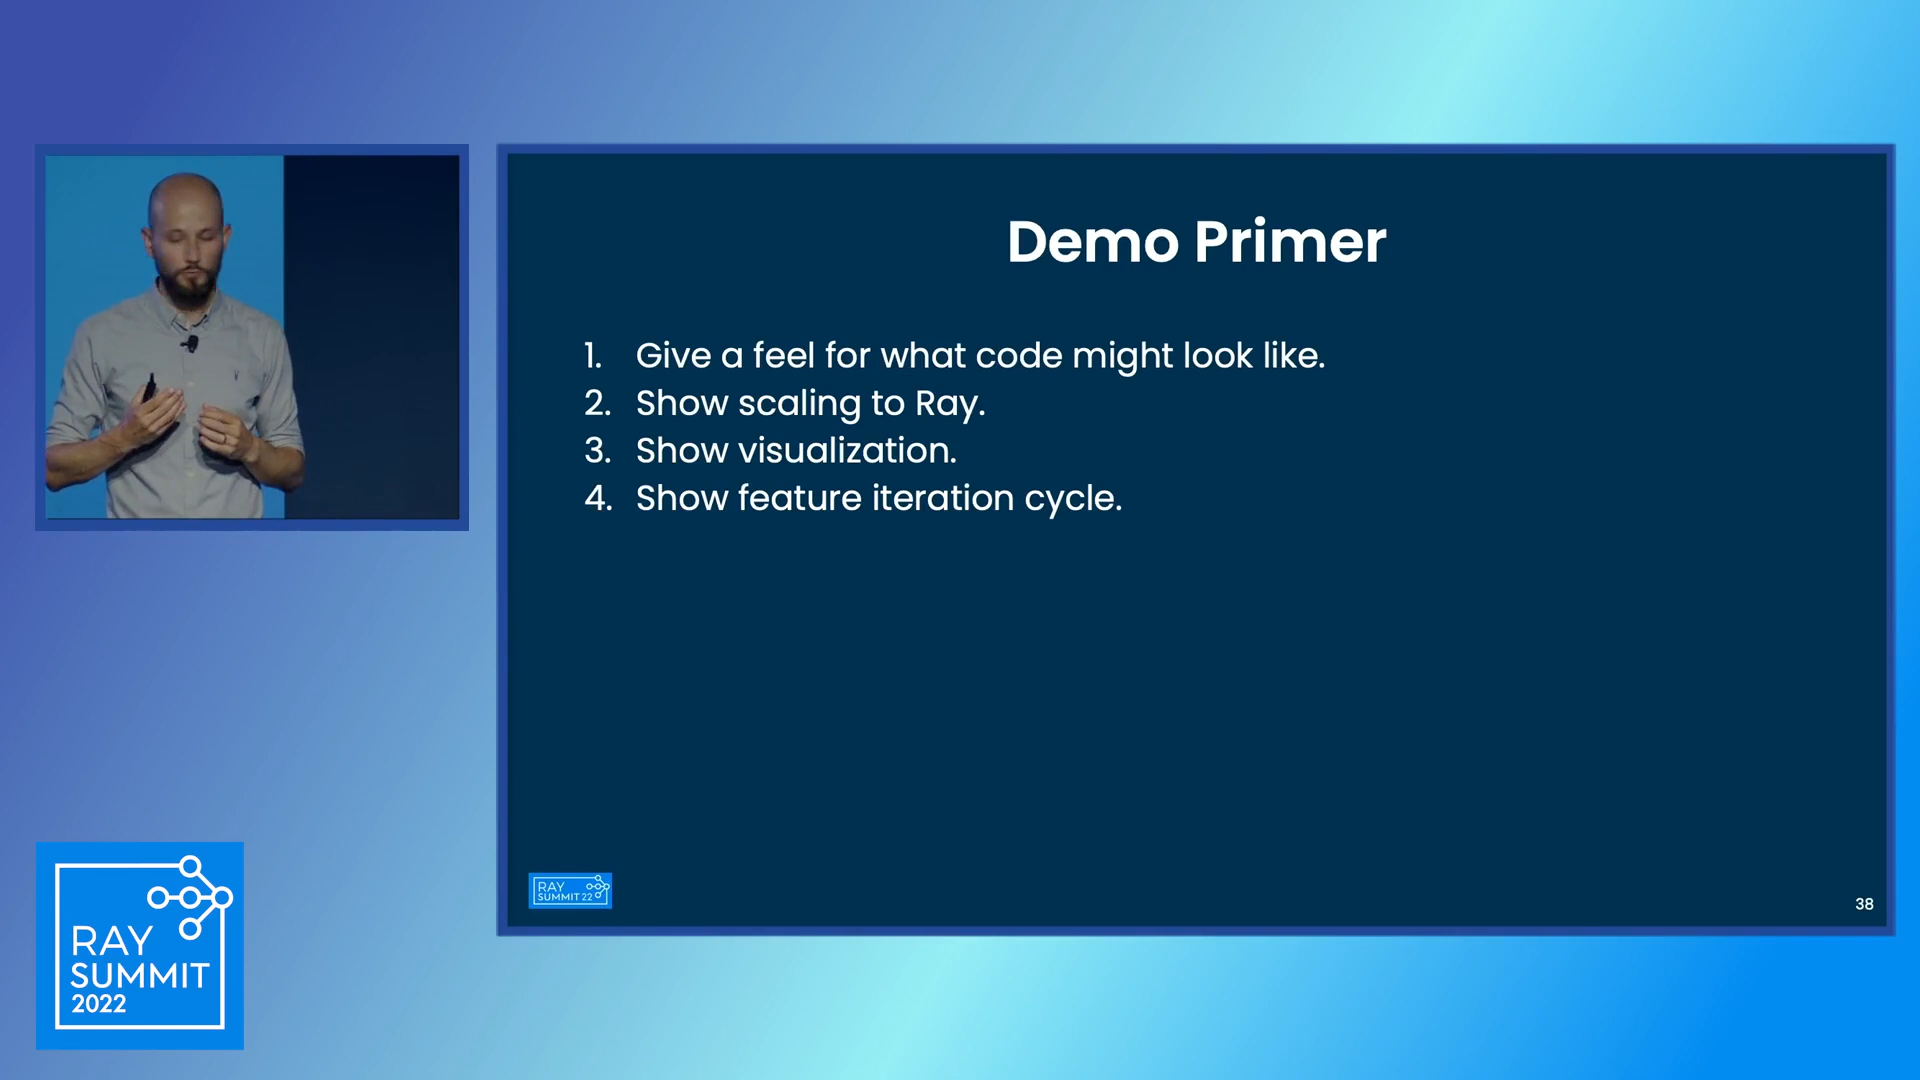 Demo Primer
1. Give a feel for what code might look like.
2. Show scaling to Ray.
3. Show visualization.
4. Show feature iteration cycle.
RAY
SUMMIT 22
38
RAY
SUMMIT
2022